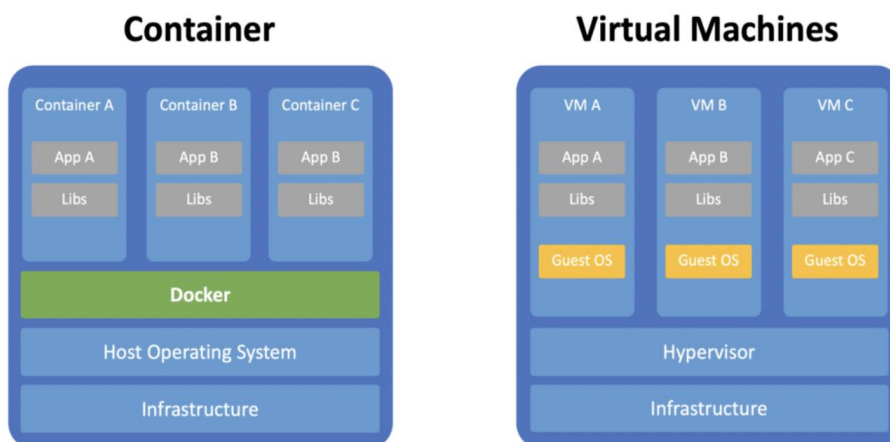 Container
Container A
Container B
Container C
App A
App B
App B
Libs
Libs
Libs
Docker
Host Operating System
Infrastructure
Virtual Machines
VM A
VM B
VM C
App A
App B
App C
Libs
Libs
Libs
Guest OS
Guest OS
Guest OS
Hypervisor
Infrastructure